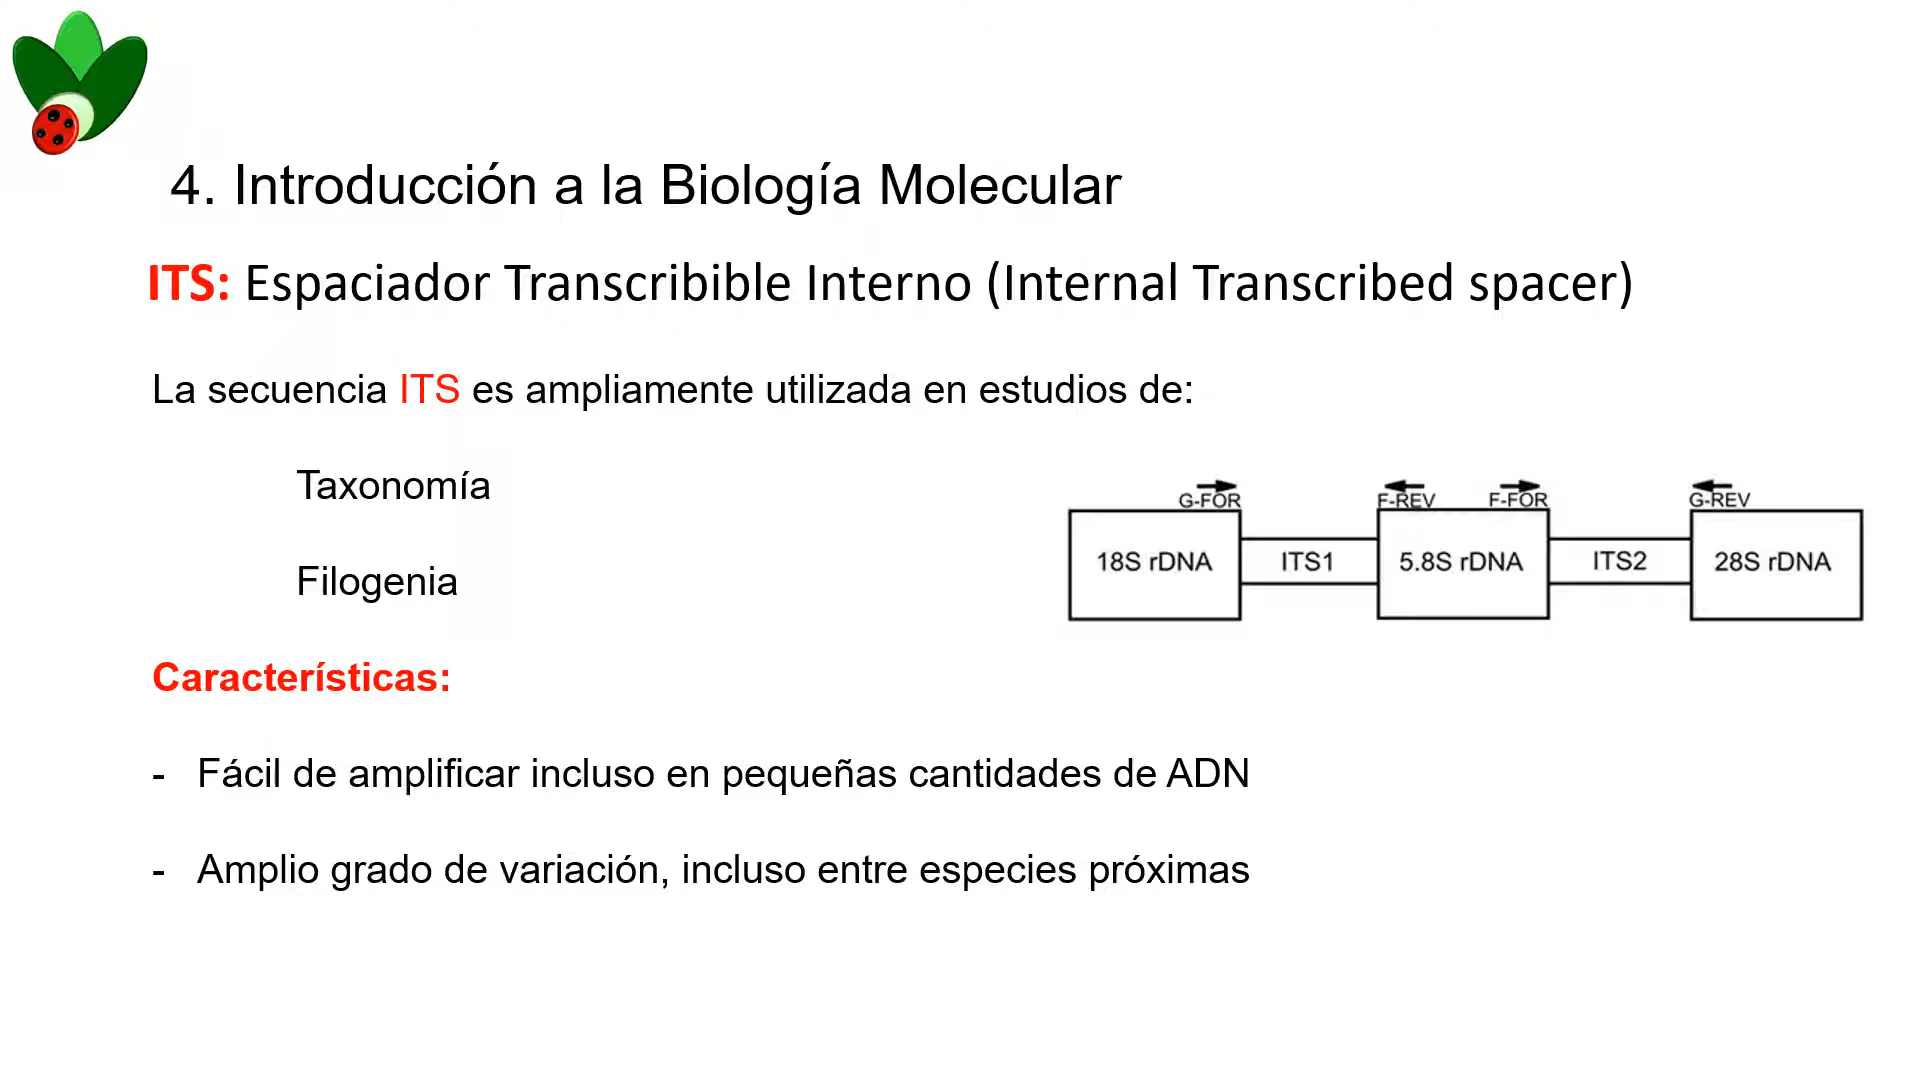 4. Introducción a la Biología Molecular
ITS: Espaciador Transcribible Interno (Internal Transcribed spacer)
La secuencia ITS es ampliamente utilizada en estudios de:
Taxonomía
Filogenia
G-FOR F-REV F-FOR G-REV
18S rDNA ITS1 5.8S rDNA ITS2 28S rDNA
Características:
- Fácil de amplificar incluso en pequeñas cantidades de ADN
- Amplio grado de variación, incluso entre especies próximas